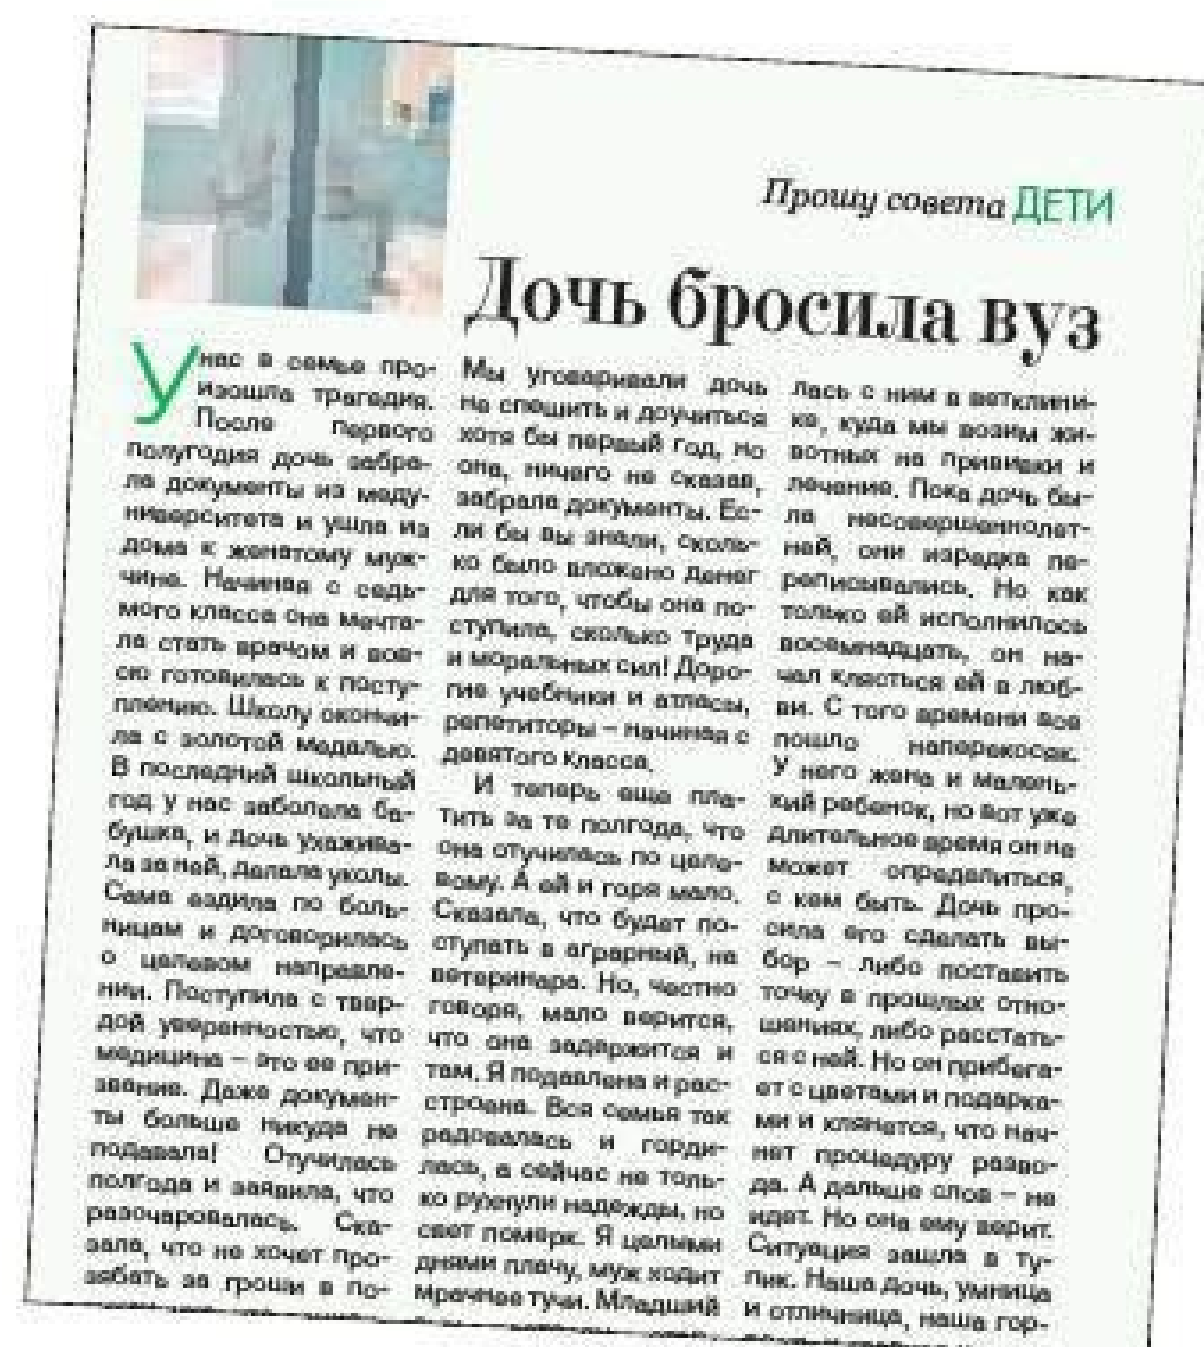 Прошу совета ДЕТИ
Дочь бросила вуз
У нас в семье про-
изошла трагедия.
После первого
полугодия дочь забра-
ла документы из меду-
ниверситета и ушла из
дома к женатому муж-
чине. Начиная с седь-
мого класса она мечта-
ла стать врачом и вов-
сю готовилась к посту-
плению. Школу окончи-
ла с золотой медалью.
В последний школьный
год у нас заболела ба-
бушка, и дочь ухажива-
ла за ней, делала уколы.
Сама ездила по боль-
ницам и договорилась
о целевом направле-
нии. Поступила с твер-
дой уверенностью, что
медицина – это ее при-
звание. Даже докумен-
ты больше никуда не
подавала! Отучилась
полгода и заявила, что
разочаровалась. Ска-
зала, что не хочет про-
зябать за гроши в по-
Мы уговаривали дочь
не спешить и доучиться
хотя бы первый год, но
она, ничего не сказав,
забрала документы. Ес-
ли бы вы знали, сколь-
ко было вложено денег
для того, чтобы она по-
ступила, сколько труда
и моральных сил! Доро-
гие учебники и атласы,
репетиторы – начиная с
девятого класса.
И теперь еще пла-
тить за те полгода, что
она отучилась по целе-
вому. А ей и горя мало.
Сказала, что будет по-
ступать в аграрный, на
ветеринара. Но, честно
говоря, мало верится,
что она задержится и
там. Я подавлена и рас-
строена. Вся семья так
радовалась и горди-
лась, а сейчас не толь-
ко рухнули надежды, но
свет померк. Я целыми
днями плачу, муж ходит
мрачнее тучи. Младший
лась с ним в ветклини-
ке, куда мы возим жи-
вотных на прививки и
лечение. Пока дочь бы-
ла несовершеннолет-
ней, они изредка пе-
реписывались. Но как
только ей исполнилось
восемнадцать, он на-
чал клясться ей в люб-
ви. С того времени все
пошло наперекосяк.
У него жена и малень-
кий ребенок, но вот уже
длительное время он не
может определиться,
с кем быть. Дочь про-
сила его сделать вы-
бор – либо поставить
точку в прошлых отно-
шениях, либо расстать-
ся с ней. Но он прибега-
ет с цветами и подарка-
ми и клянется, что нач-
нет процедуру разво-
да. А дальше слов – не
идет. Но она ему верит.
Ситуация зашла в ту-
пик. Наша дочь, умница
и отличница, наша гор-